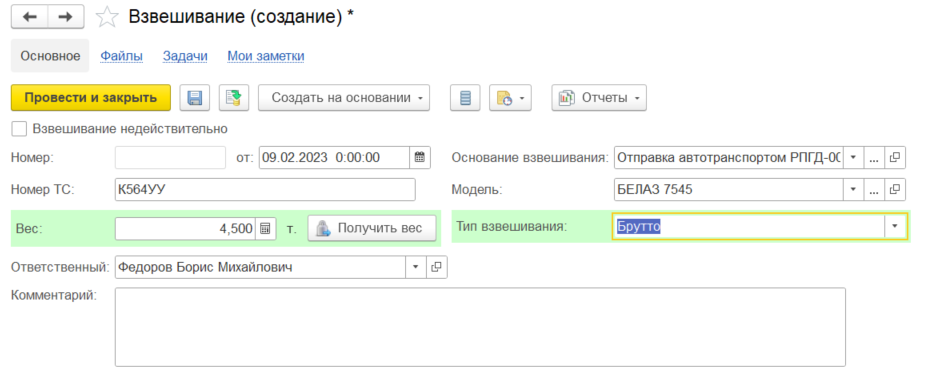 Взвешивание (создание) *
Основное Файлы Задачи Мои заметки
Провести и закрыть Создать на основании Отчеты
Взвешивание недействительно
Номер: от: 09.02.2023 0:00:00 Основание взвешивания: Отправка автотранспортом РПГД-00
Номер ТС: К564УУ Модель: БЕЛАЗ 7545 ...
Вес: 4,500 т. Получить вес Тип взвешивания: Брутто
Ответственный: Федоров Борис Михайлович
Комментарий: